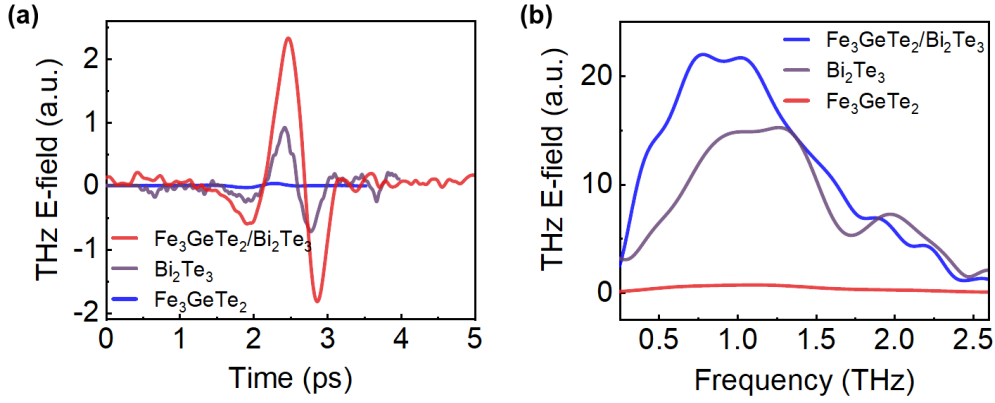 (a)
THz E-field (a.u.)
2
1
0
-1
-2
Fe₃GeTe₂/Bi₂Te₃
Bi₂Te₃
Fe₃GeTe₂
0 1 2 3 4 5
Time (ps)
(b)
THz E-field (a.u.)
20
10
0
Fe₃GeTe₂/Bi₂Te₃
Bi₂Te₃
Fe₃GeTe₂
0.5 1.0 1.5 2.0 2.5
Frequency (THz)